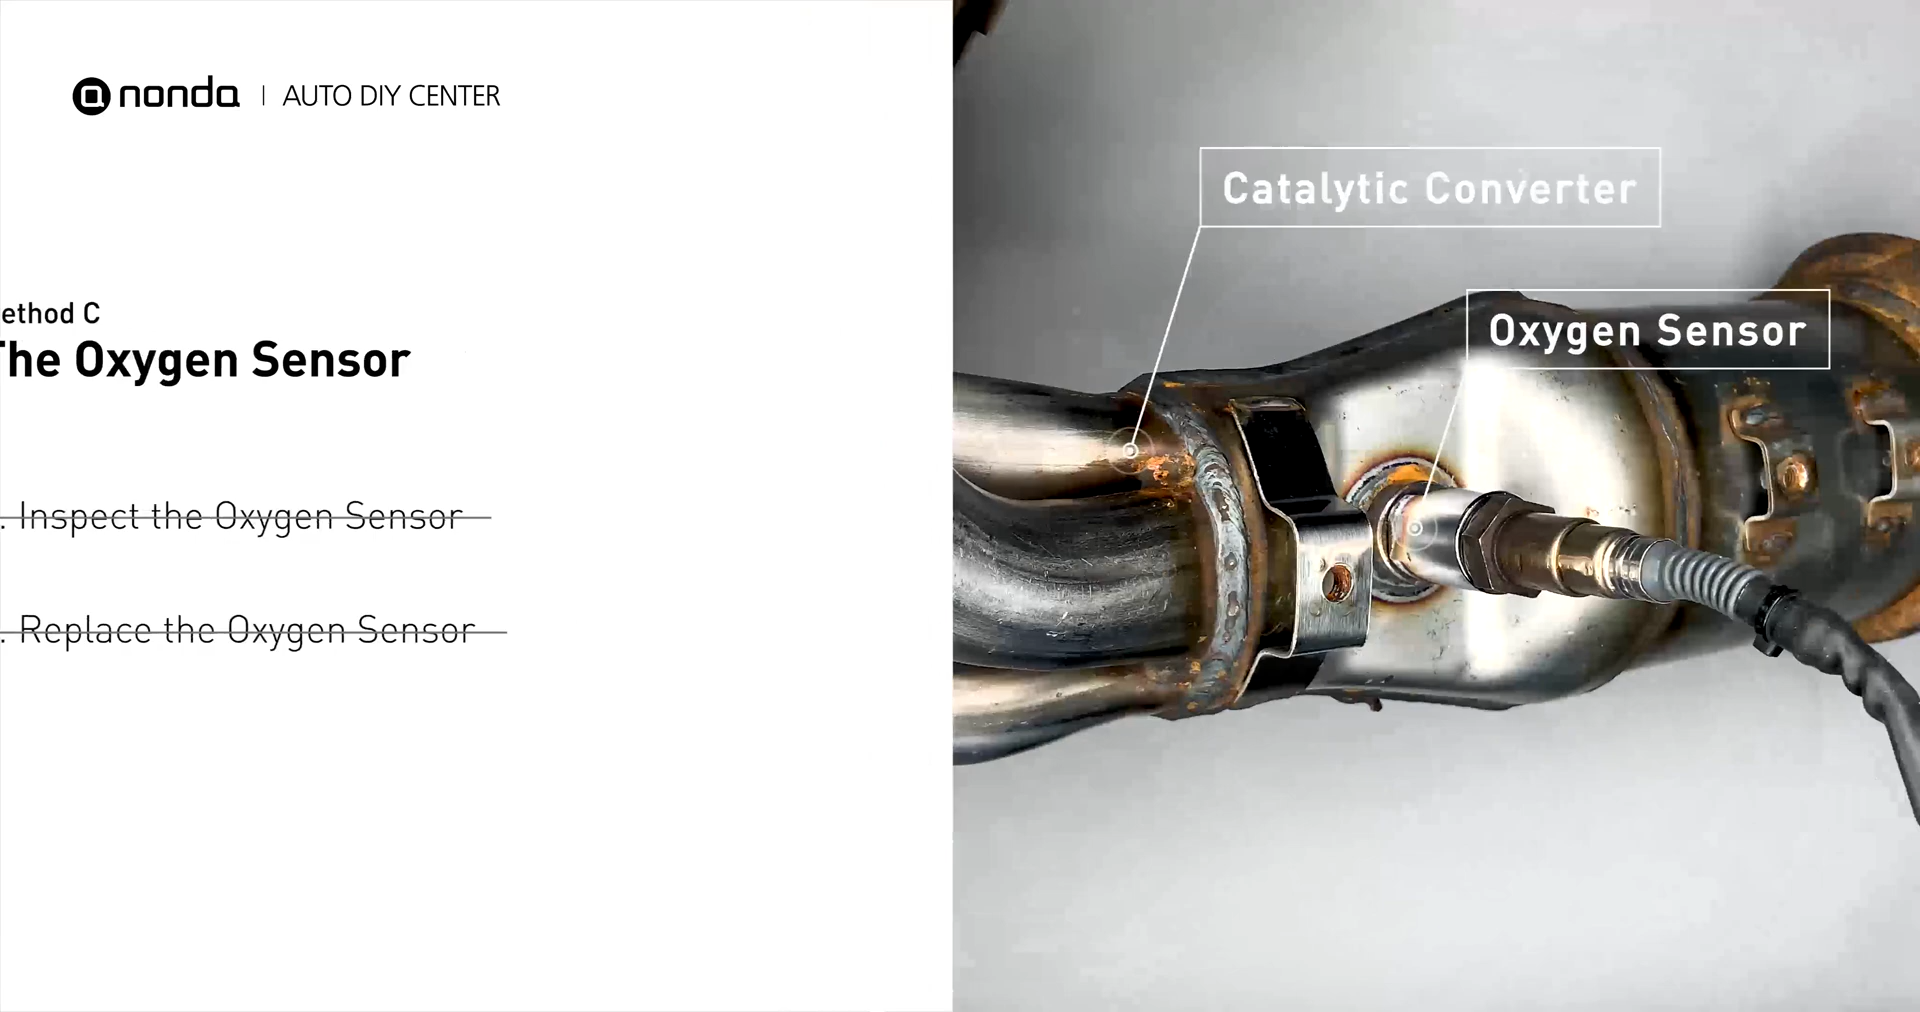 nonda | AUTO DIY CENTER
ethod C
The Oxygen Sensor
. Inspect the Oxygen Sensor
. Replace the Oxygen Sensor
Catalytic Converter
Oxygen Sensor